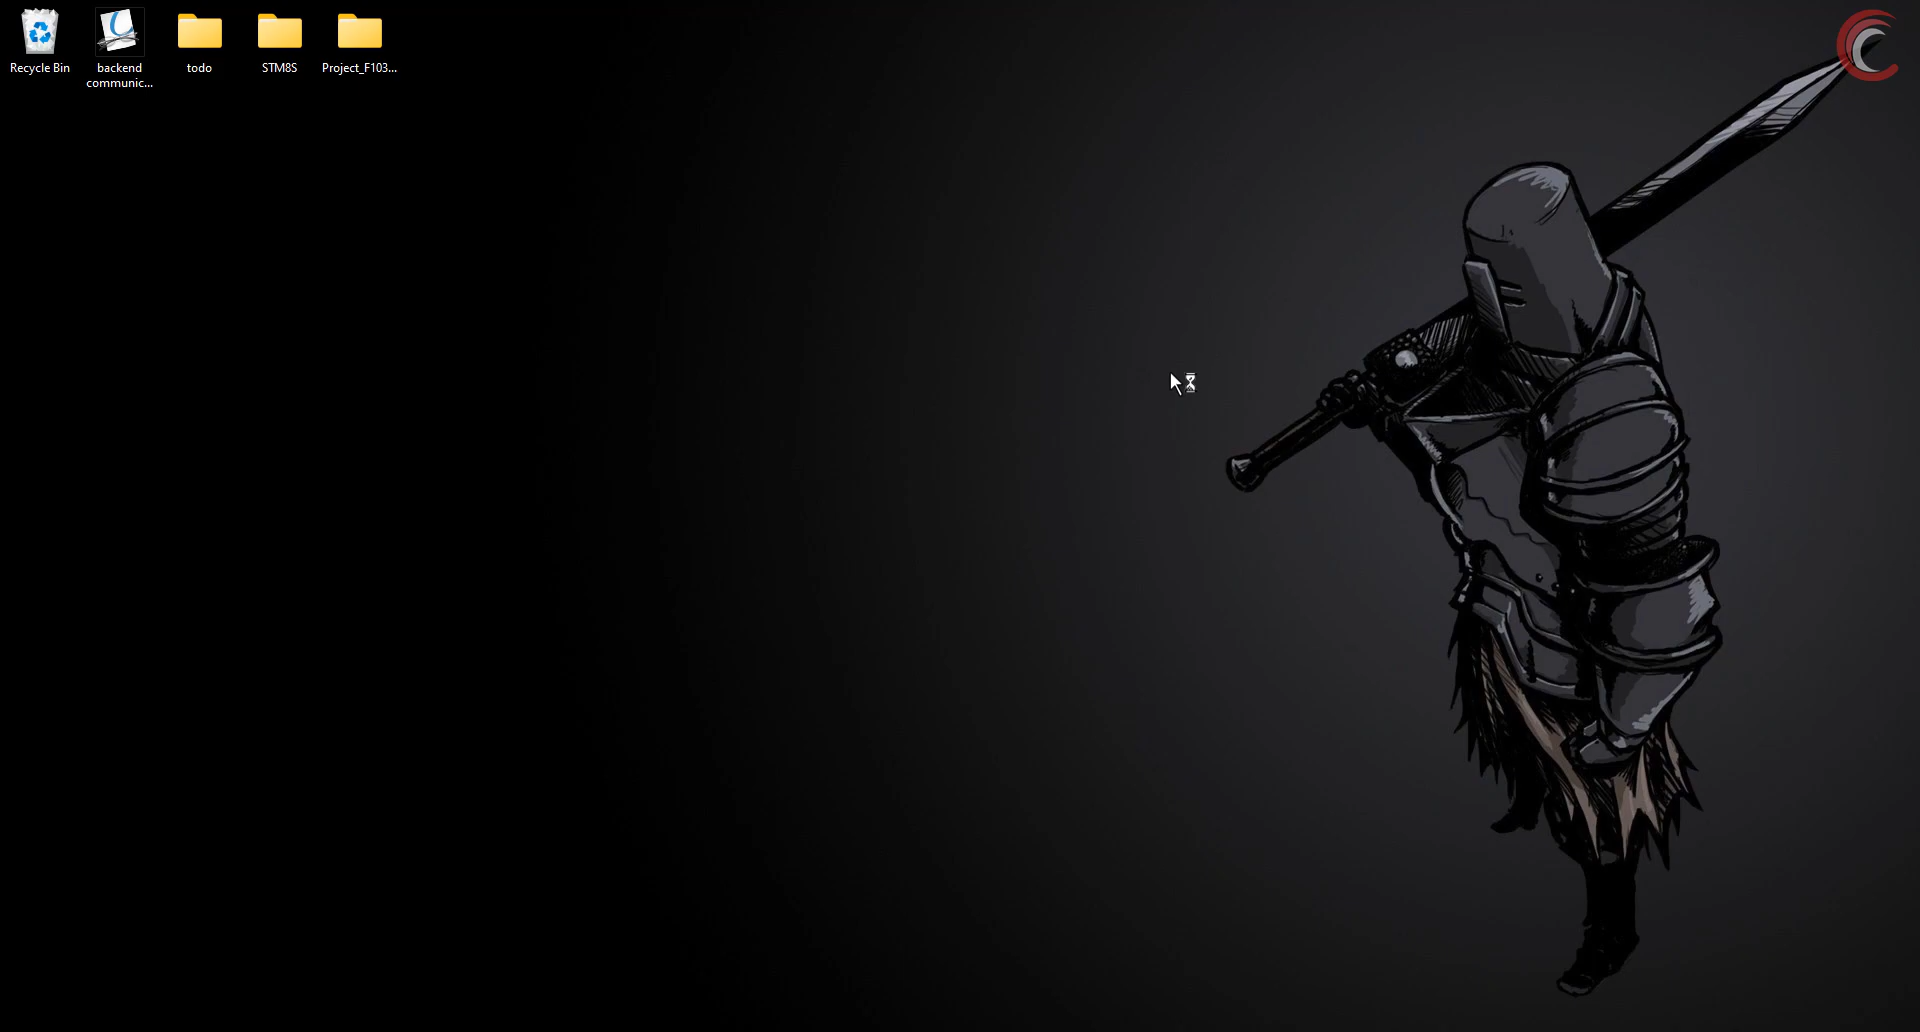 Recycle Bin
backend
communic...
todo
STM8S
Project_F103...